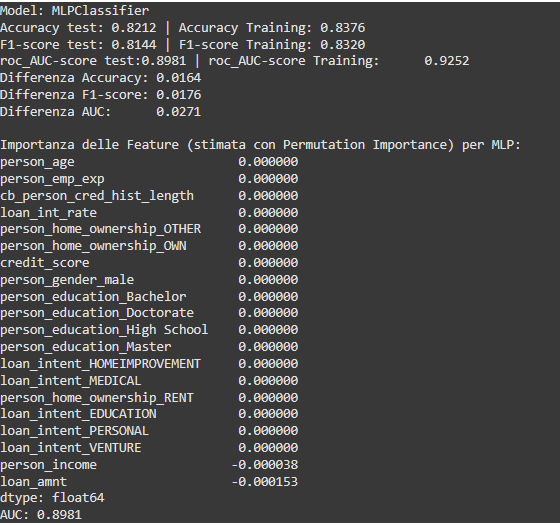 Model: MLPClassifier
Accuracy test: 0.8212 | Accuracy Training: 0.8376
F1-score test: 0.8144 | F1-score Training: 0.8320
roc_AUC-score test:0.8981 | roc_AUC-score Training:      0.9252
Differenza Accuracy: 0.0164
Differenza F1-score: 0.0176
Differenza AUC:      0.0271

Importanza delle Feature (stimata con Permutation Importance) per MLP:
person_age                     0.000000
person_emp_exp                 0.000000
cb_person_cred_hist_length     0.000000
loan_int_rate                  0.000000
person_home_ownership_OTHER    0.000000
person_home_ownership_OWN      0.000000
credit_score                   0.000000
person_gender_male             0.000000
person_education_Bachelor      0.000000
person_education_Doctorate     0.000000
person_education_High School   0.000000
person_education_Master        0.000000
loan_intent_HOMEIMPROVEMENT    0.000000
loan_intent_MEDICAL            0.000000
person_home_ownership_RENT     0.000000
loan_intent_EDUCATION          0.000000
loan_intent_PERSONAL           0.000000
loan_intent_VENTURE            0.000000
person_income                 -0.000038
loan_amnt                     -0.000153
dtype: float64
AUC: 0.8981